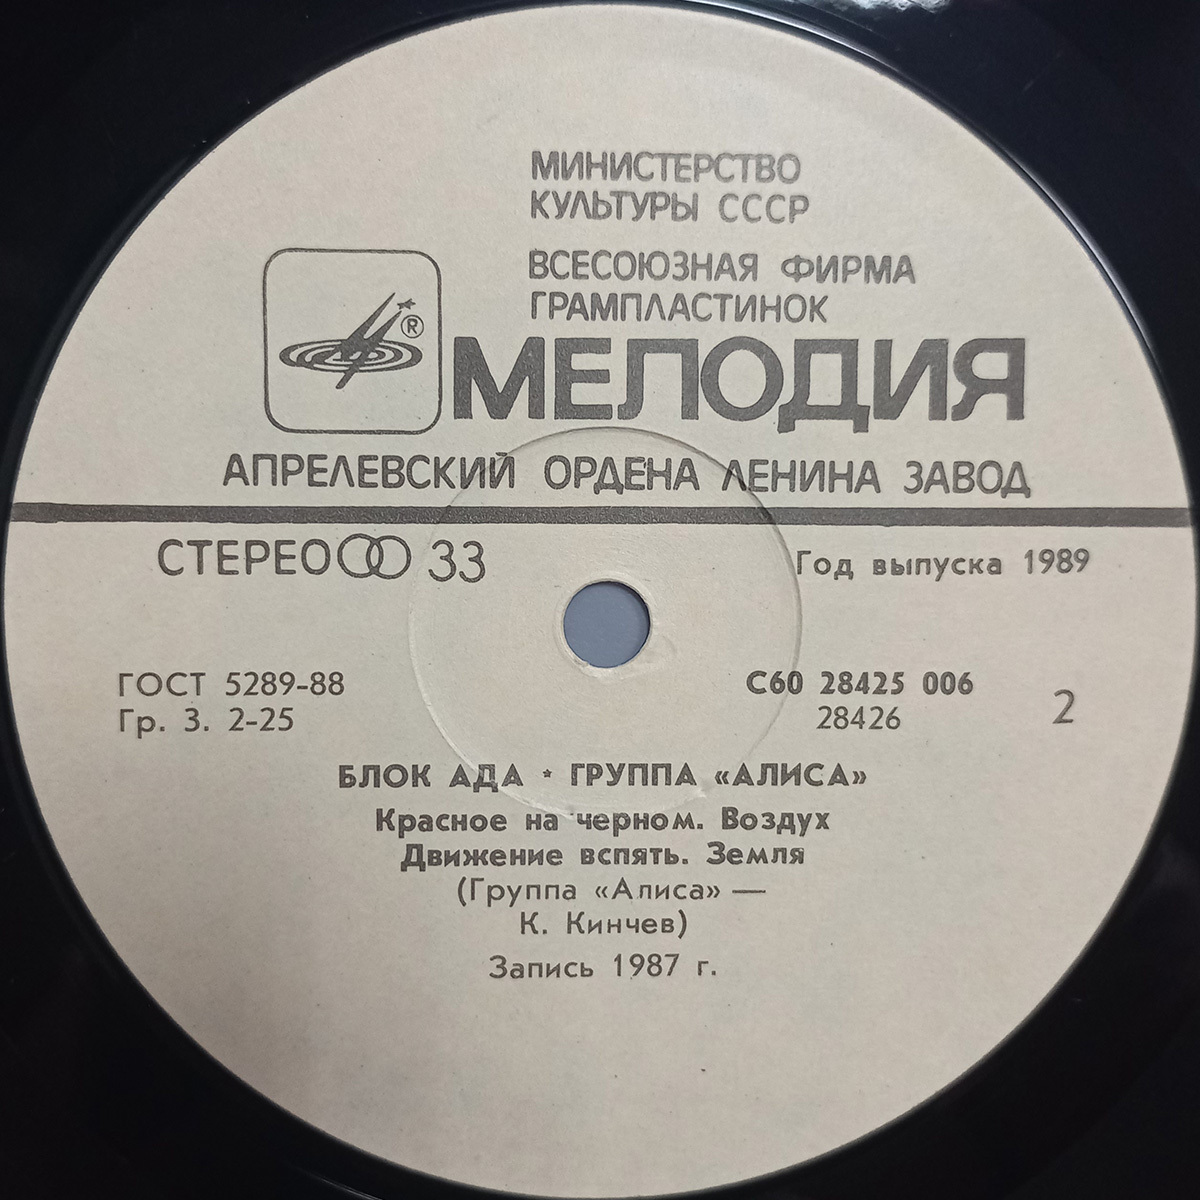 МИНИСТЕРСТВО
КУЛЬТУРЫ СССР
ВСЕСОЮЗНАЯ ФИРМА
ГРАМПЛАСТИНОК
®
МЕЛОДИЯ
АПРЕЛЕВСКИЙ ОРДЕНА ЛЕНИНА ЗАВОД
СТЕРЕО 33
Год выпуска 1989
ГОСТ 5289-88
Гр. 3. 2-25
С60 28425 006
28426
2
БЛОК АДА * ГРУППА «АЛИСА»
Красное на черном. Воздух
Движение вспять. Земля
(Группа «Алиса» —
К. Кинчев)
Запись 1987 г.